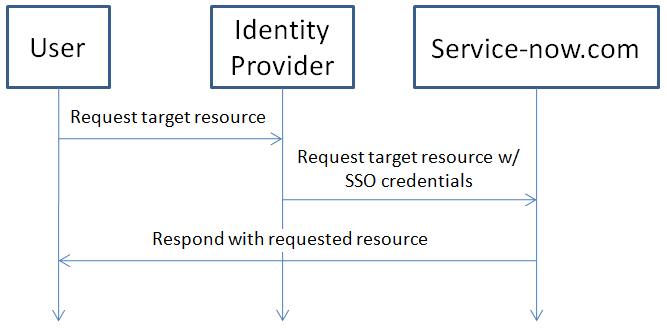 User
Identity
Provider
Service-now.com
Request target resource
Request target resource w/
SSO credentials
Respond with requested resource